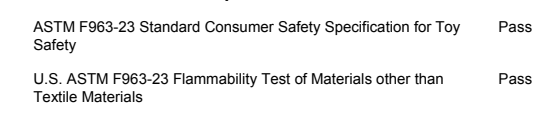 ASTM F963-23 Standard Consumer Safety Specification for Toy Pass
Safety
U.S. ASTM F963-23 Flammability Test of Materials other than Pass
Textile Materials